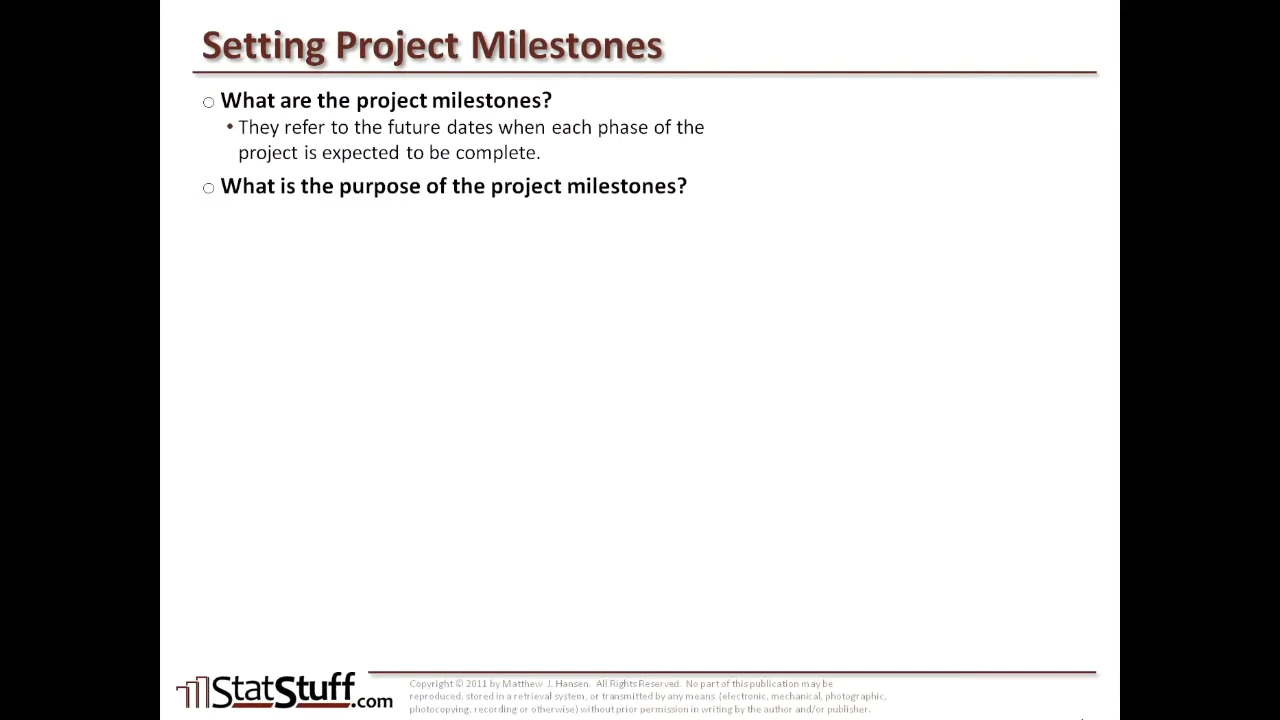 Setting Project Milestones
What are the project milestones?
They refer to the future dates when each phase of the
project is expected to be complete.
What is the purpose of the project milestones?
StatStuff.com
Copyright © 2011 by Matthew J. Hansen. All Rights Reserved. No part of this publication may be
reproduced, stored in a retrieval system, or transmitted by any means (electronic, mechanical, photographic,
photocopying, recording or otherwise) without prior permission in writing by the author and/or publisher.